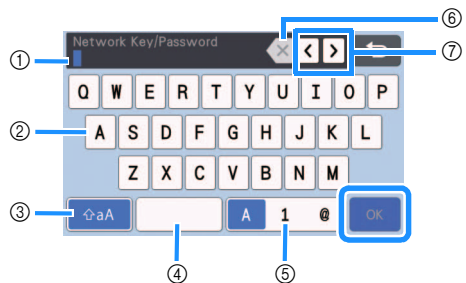 ⑥
Network Key/Password
⑦
①
Q W E R T Y U I O P
② A S D F G H J K L
Z X C V B N M
③ ⇧aA A 1 @ OK
④ ⑤